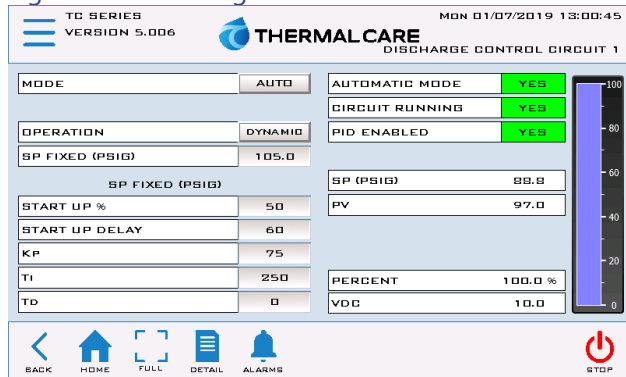 TC SERIES
VERSION 5.006
THERMALCARE
MON 01/07/2019 13:00:45
DISCHARGE CONTROL CIRCUIT 1
MODE AUTO
OPERATION DYNAMIC
SP FIXED (PSIG) 105.0
SP FIXED (PSIG)
START UP % 50
START UP DELAY 60
KP 75
TI 250
TD 0
AUTOMATIC MODE YES
CIRCUIT RUNNING YES
PID ENABLED YES
SP (PSIG) 88.8
PV 97.0
PERCENT 100.0 %
VDC 10.0
100
80
60
40
20
0
BACK HOME FULL DETAIL ALARMS STOP